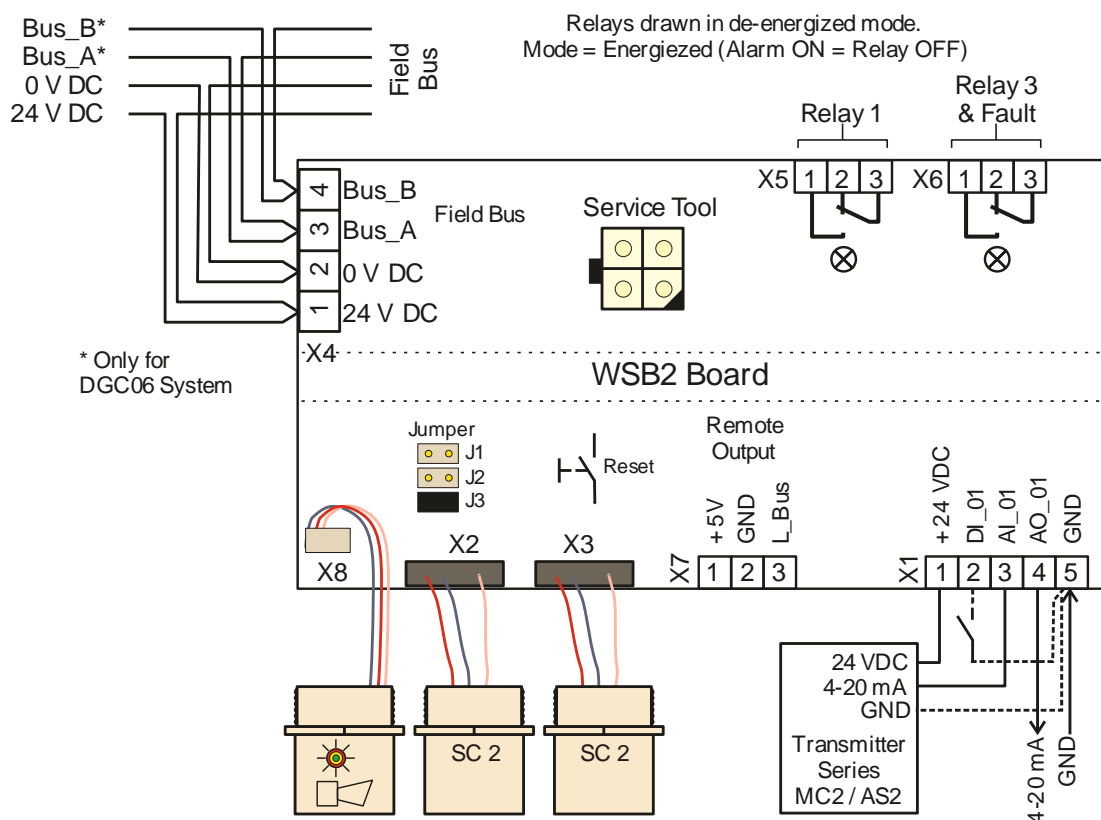 Bus_B*
Bus_A*
0 V DC
24 V DC
Field
Bus
Relays drawn in de-energized mode.
Mode = Energiezed (Alarm ON = Relay OFF)
Relay 1
Relay 3
& Fault
X5 1 2 3
X6 1 2 3
4 Bus_B
3 Bus_A
2 0 V DC
1 24 V DC
X4
Field Bus
Service Tool
* Only for
DGC06 System
WSB2 Board
Jumper
J1
J2
J3
Reset
Remote
Output
+5V
GND
L_Bus
X7 1 2 3
+24 VDC
DI_01
AI_01
AO_01
GND
X1 1 2 3 4 5
X8
X2
X3
SC 2
SC 2
24 VDC
4-20 mA
GND
Transmitter
Series
MC2 / AS2
4-20 mA
GND